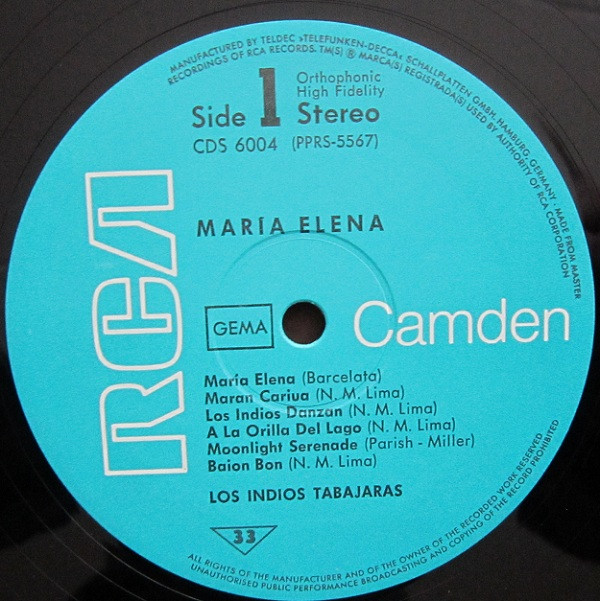 MANUFACTURED BY TELDEC »TELEFUNKEN-DECCA« SCHALLPLATTEN GMBH, HAMBURG, GERMANY · MADE FROM MASTER
RECORDINGS OF RCA RECORDS. TM(S) ® MARCA(S) REGISTRADA(S) USED BY AUTHORITY OF RCA CORPORATION
Orthophonic
High Fidelity
Side 1 Stereo
CDS 6004 (PPRS-5567)
RCA
MARÍA ELENA
GEMA
Camden
María Elena (Barcelata)
Maran Cariua (N. M. Lima)
Los Indios Danzan (N. M. Lima)
A La Orilla Del Lago (N. M. Lima)
Moonlight Serenade (Parish - Miller)
Baion Bon (N. M. Lima)
LOS INDIOS TABAJARAS
33
ALL RIGHTS OF THE MANUFACTURER AND OF THE OWNER OF THE RECORDED WORK RESERVED
UNAUTHORISED PUBLIC PERFORMANCE BROADCASTING AND COPYING OF THE RECORD PROHIBITED